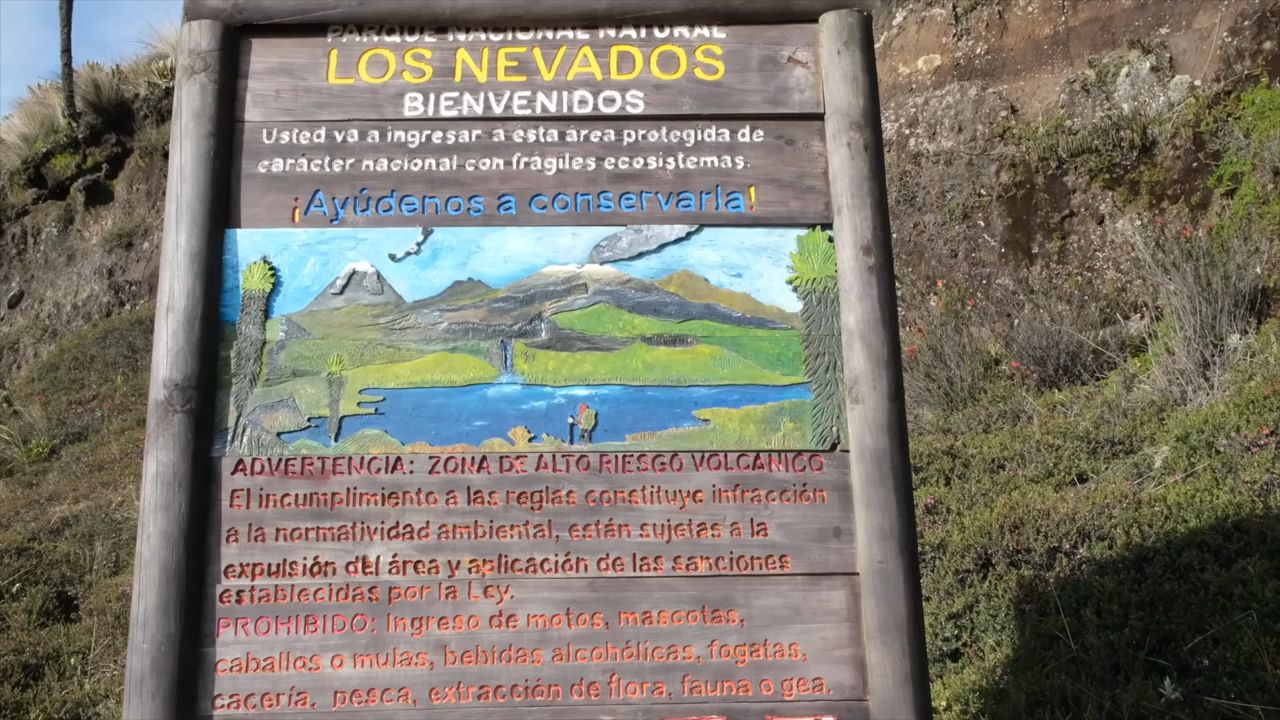 PARQUE NACIONAL NATURAL
LOS NEVADOS
BIENVENIDOS
Usted va a ingresar a ésta área protegida de
carácter nacional con frágiles ecosistemas.
¡Ayúdenos a conservarla!
ADVERTENCIA: ZONA DE ALTO RIESGO VOLCANICO
El incumplimiento a las reglas constituye infracción
a la normatividad ambiental, están sujetas a la
expulsión del área y aplicación de las sanciones
establecidas por la Ley.
PROHIBIDO: Ingreso de motos, mascotas,
caballos o mulas, bebidas alcohólicas, fogatas,
cacería, pesca, extracción de flora, fauna o gea.